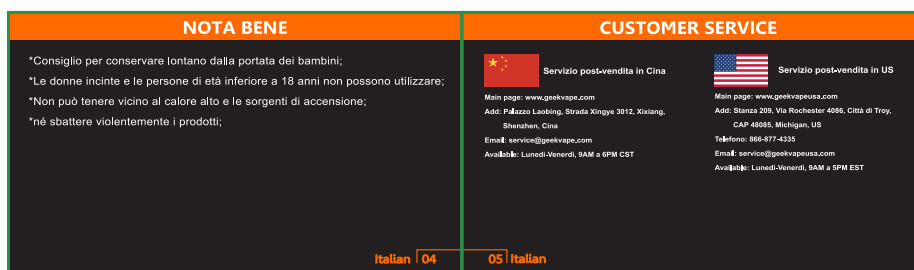 NOTA BENE
*Consiglio per conservare lontano dalla portata dei bambini;
*Le donne incinte e le persone di età inferiore a 18 anni non possono utilizzare;
*Non può tenere vicino al calore alto e le sorgenti di accensione;
*né sbattere violentemente i prodotti;
Italian 04
CUSTOMER SERVICE
Servizio post-vendita in Cina
Main page: www.geekvape.com
Add: Palazzo Laobing, Strada Xingye 3012, Xixiang,
Shenzhen, Cina
Email: service@geekvape.com
Available: Lunedì-Venerdì, 9AM a 6PM CST
Servizio post-vendita in US
Main page: www.geekvapeusa.com
Add: Stanza 209, Via Rochester 4086, Città di Troy,
CAP 48085, Michigan, US
Telefono: 866-877-4335
Email: service@geekvapeusa.com
Available: Lunedì-Venerdì, 9AM a 5PM EST
05 Italian